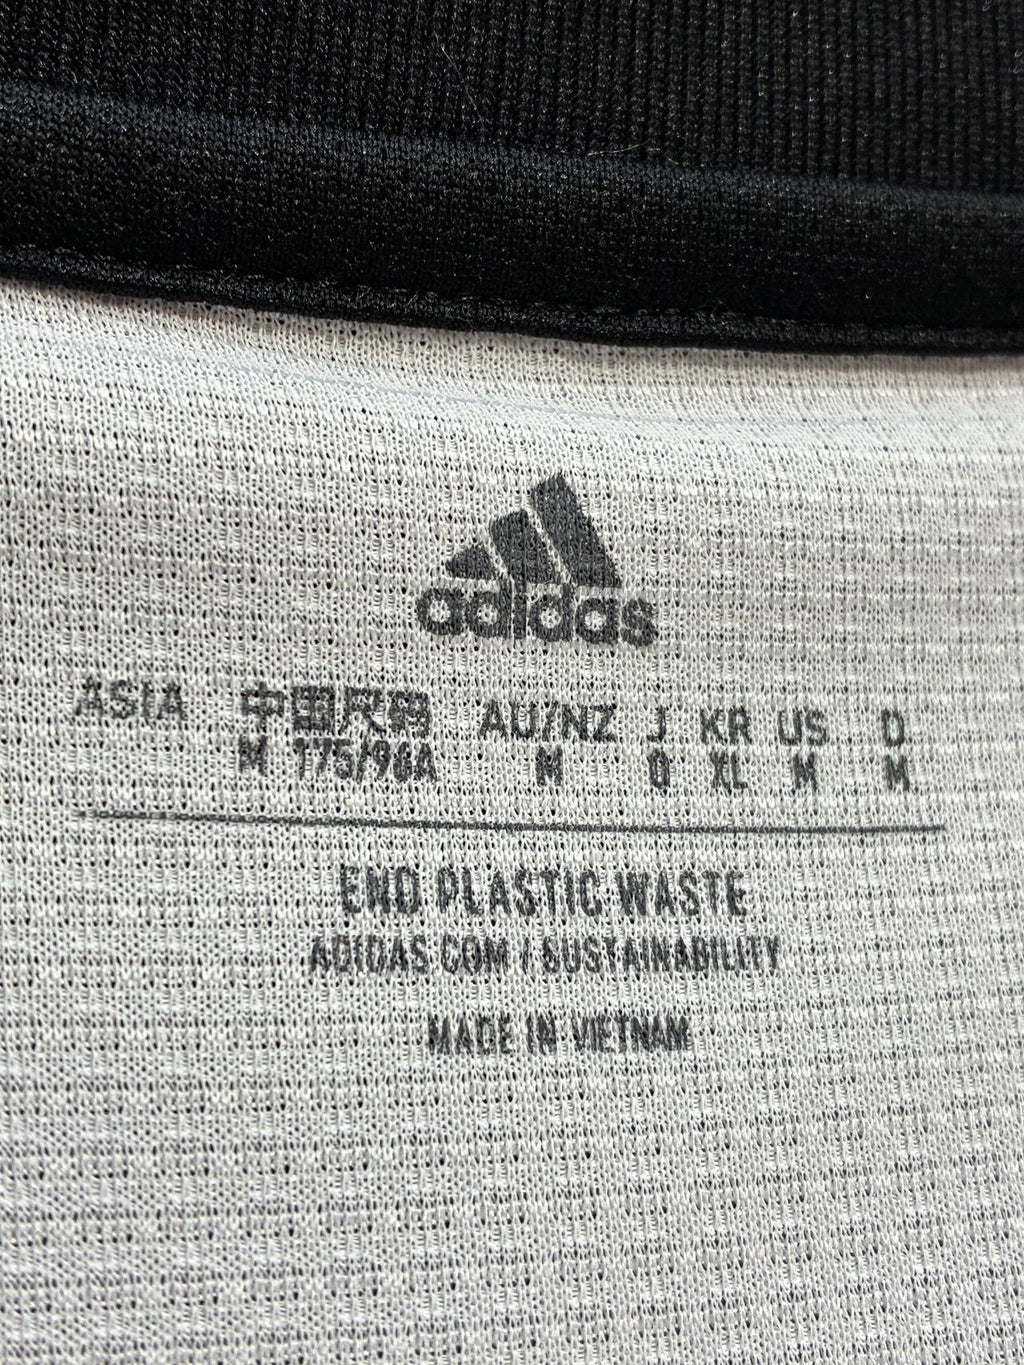 adidas
ASIA 中国尺码 AU/NZ J KR US D
M 175/96A M O XL M M
END PLASTIC WASTE
ADIDAS.COM / SUSTAINABILITY
MADE IN VIETNAM